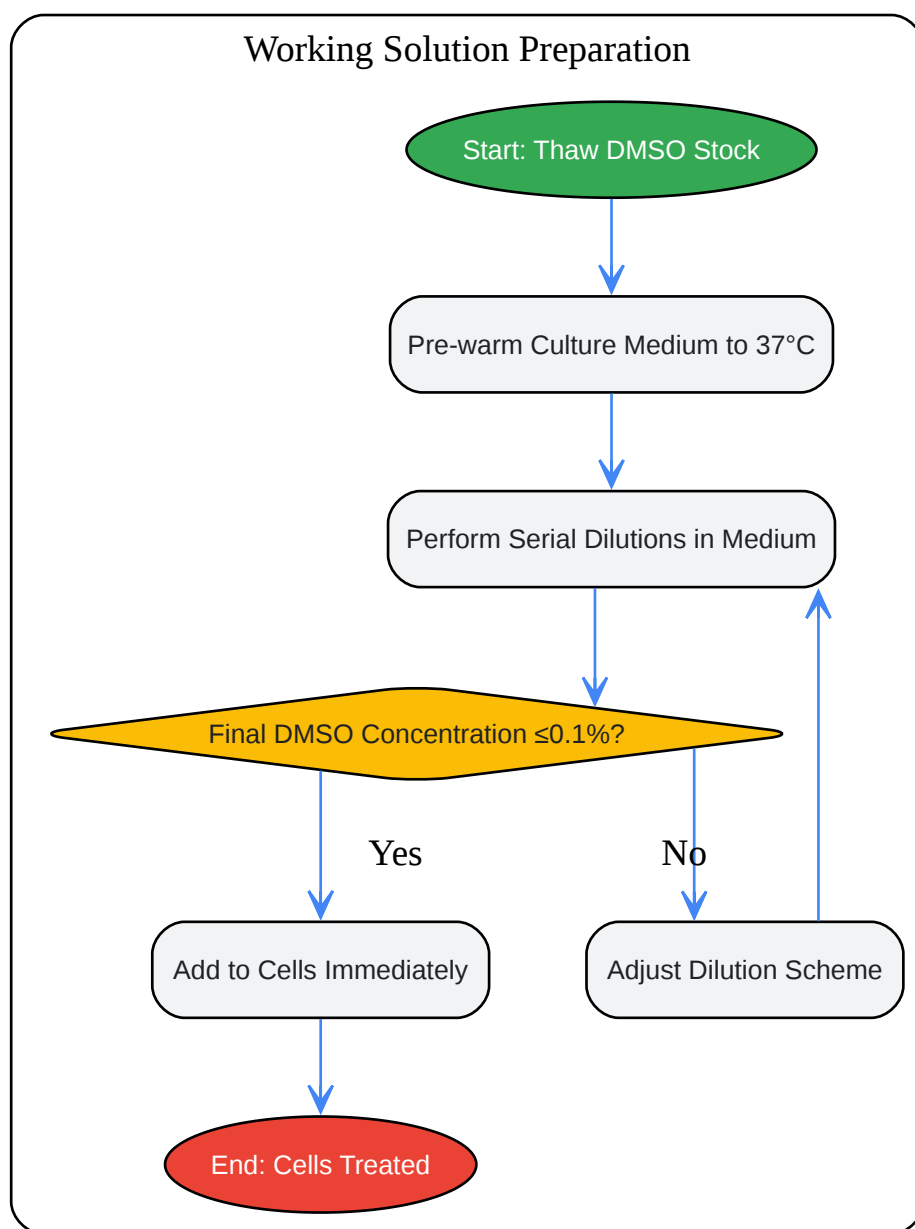 Working Solution Preparation
Start: Thaw DMSO Stock
Pre-warm Culture Medium to 37°C
Perform Serial Dilutions in Medium
Final DMSO Concentration ≤0.1%?
Yes
No
Add to Cells Immediately
Adjust Dilution Scheme
End: Cells Treated